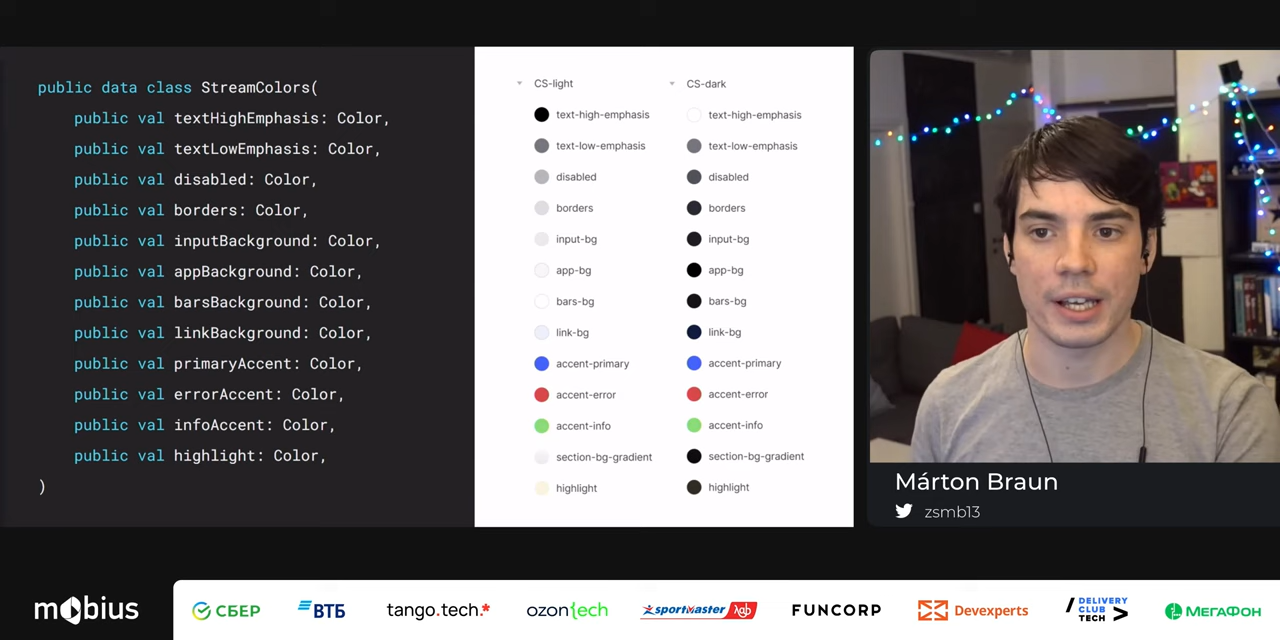 public data class StreamColors(
public val textHighEmphasis: Color,
public val textLowEmphasis: Color,
public val disabled: Color,
public val borders: Color,
public val inputBackground: Color,
public val appBackground: Color,
public val barsBackground: Color,
public val linkBackground: Color,
public val primaryAccent: Color,
public val errorAccent: Color,
public val infoAccent: Color,
public val highlight: Color,
)
CS-light
text-high-emphasis
text-low-emphasis
disabled
borders
input-bg
app-bg
bars-bg
link-bg
accent-primary
accent-error
accent-info
section-bg-gradient
highlight
CS-dark
text-high-emphasis
text-low-emphasis
disabled
borders
input-bg
app-bg
bars-bg
link-bg
accent-primary
accent-error
accent-info
section-bg-gradient
highlight
Márton Braun
zsmb13
mobius
СБЕР
ВТБ
tango.tech.*
ozon{tech
sportmaster lab
FUNCORP
Devexperts
/ DELIVERY
CLUB
TECH >
МЕГАФОН